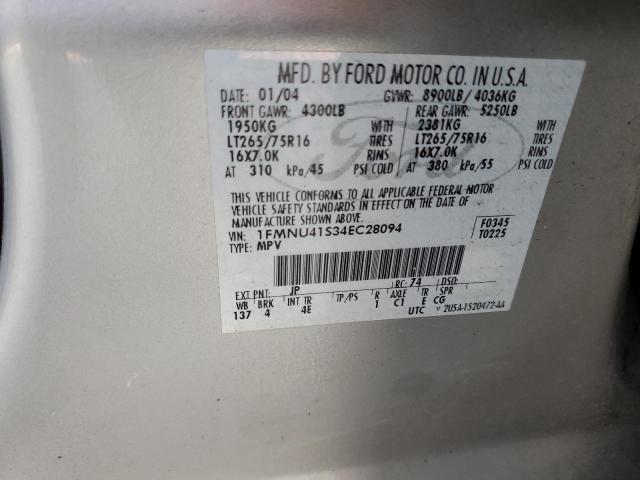 MFD. BY FORD MOTOR CO. IN U.S.A.
DATE: 01/04 GVWR: 8900LB/ 4036KG
FRONT GAWR: 4300LB REAR GAWR: 5250LB
1950KG WITH 2381KG WITH
LT265/75R16 TIRES LT265/75R16 TIRES
16X7.0K RIMS 16X7.0K RIMS
AT 310 kPa/45 PSI COLD AT 380 kPa/55 PSI COLD
THIS VEHICLE CONFORMS TO ALL APPLICABLE FEDERAL MOTOR
VEHICLE SAFETY STANDARDS IN EFFECT ON THE DATE OF
MANUFACTURE SHOWN ABOVE.
VIN: 1FMNU41S34EC28094 F0345
TYPE: MPV T0225
Ford
EXT PNT: JP RC: 74 DSO:
WB BRK INT TR TP/PS R AXLE TR SPR
137 4 4E 1 C1 E CG
UTC 2U5A-1520472-AA